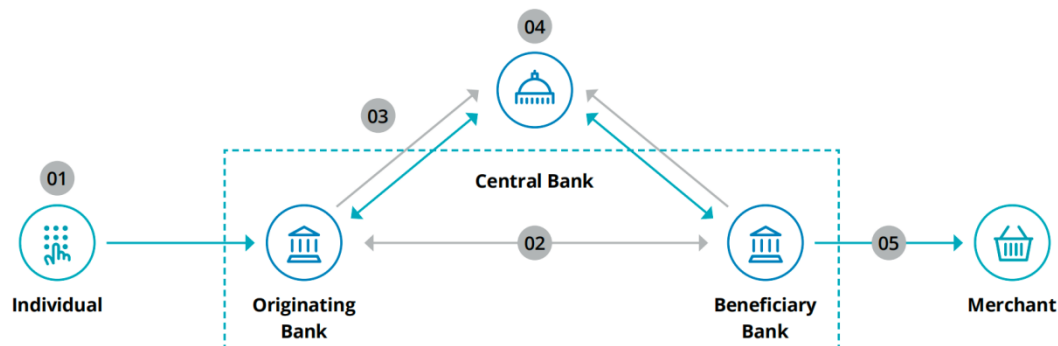 04
03
01
Central Bank
02
05
Individual
Originating
Bank
Beneficiary
Bank
Merchant